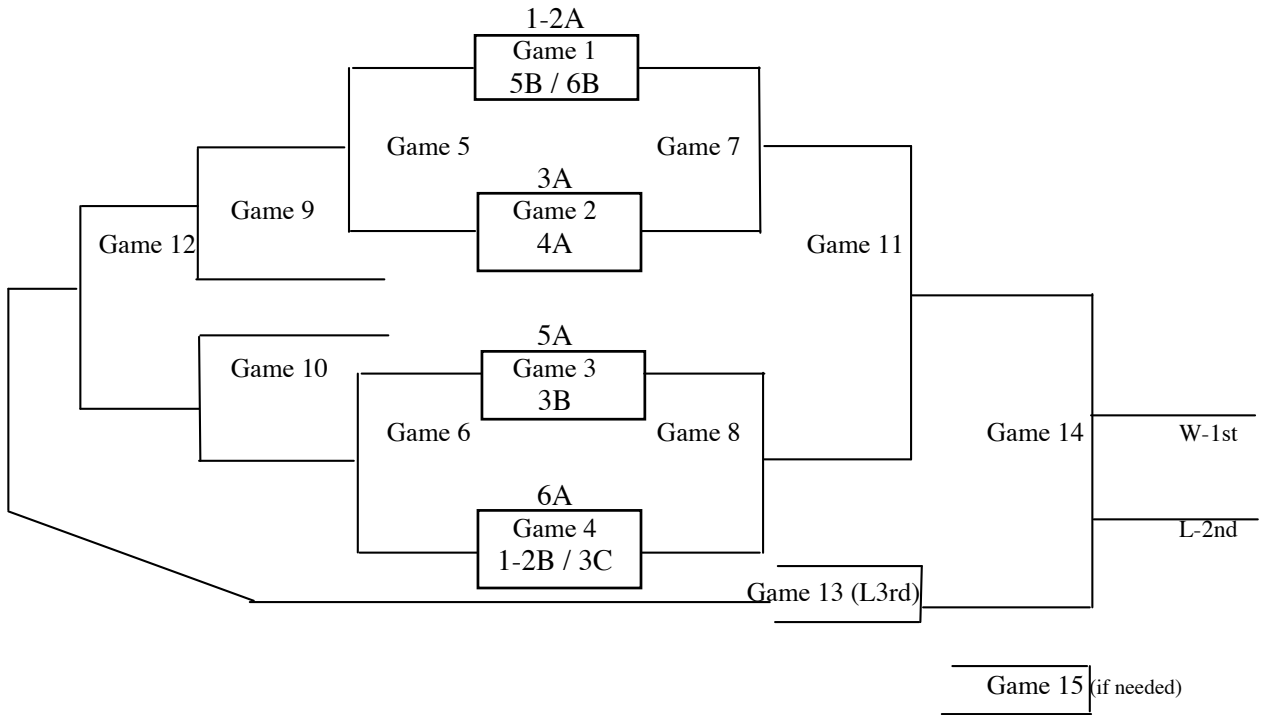 1-2A
Game 1
5B / 6B
Game 5
Game 7
3A
Game 9
Game 2
4A
Game 12
Game 11
5A
Game 10
Game 3
3B
Game 6
Game 8
Game 14
W-1st
6A
Game 4
1-2B / 3C
L-2nd
Game 13 (L3rd)
Game 15 (if needed)